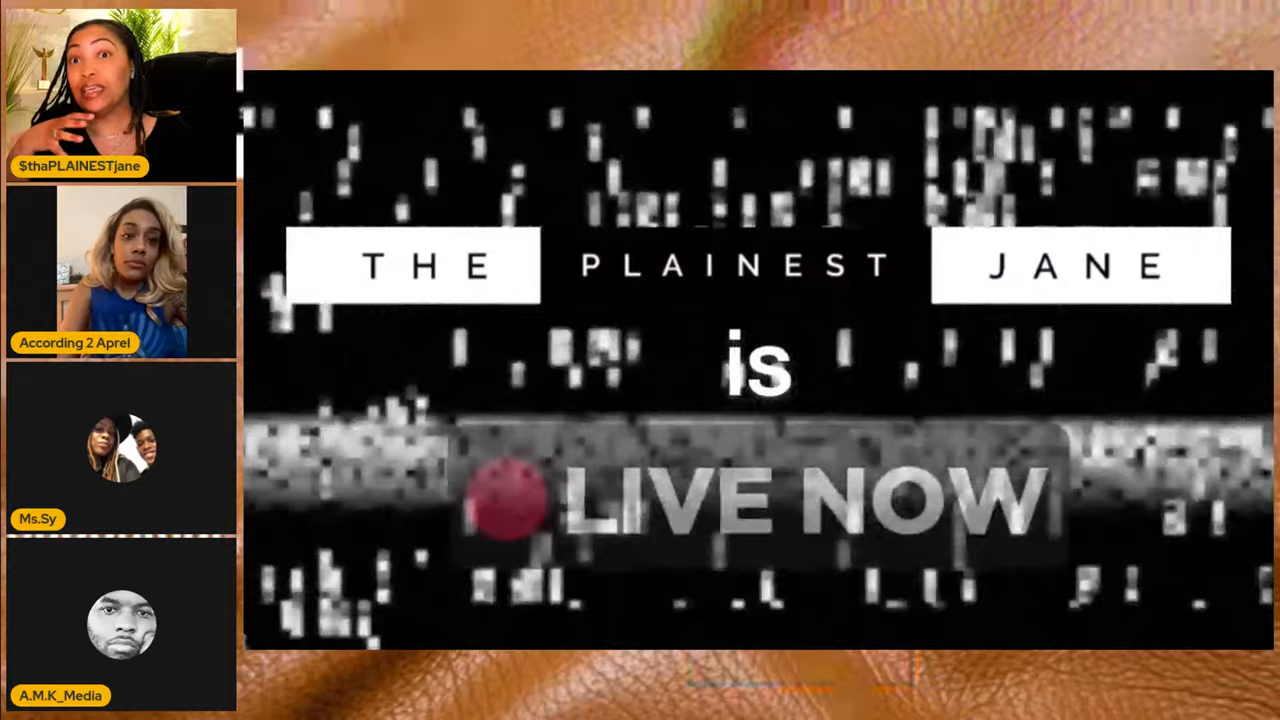 $thaPLAINESTjane
According 2 Aprel
Ms.Sy
A.M.K_Media
THE PLAINEST JANE
is
LIVE NOW